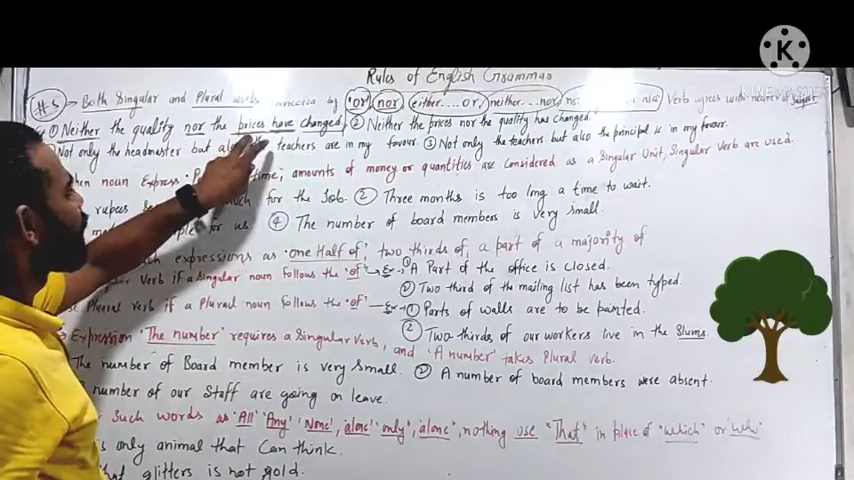 KINEMASTER
Rules of English Grammar
#5 → Both Singular and Plural words by 'or' nor either....or, neither...nor, Verb agrees with nearer Subject
① Neither the quality nor the prices have changed, ② Neither the prices nor the quality has changed.
Not only the headmaster but also teachers are in my favour. ③ Not only the teachers but also the principal is in my favour.
noun Express. time; amounts of money or quantities are considered as a Singular Unit, Singular Verb are used.
rupees for the Job. ② Three months is too long a time to wait.
for us. ④ The number of board members is very small.
expressions as 'one Half of', two thirds of, a part of a majority of
Verb if a Singular noun follows the 'of' → Ex → ① A Part of the office is closed.
② Two third of the mailing list has been typed.
Plural verb if a Plural noun follows the 'of' — Ex → ① Parts of walls are to be painted.
② Two-thirds of our workers live in the Slums.
Expression 'The number' requires a Singular verb, and 'A number' takes Plural verb.
The number of Board member is very small. ② A number of board members were absent.
number of our Staff are going on leave.
Such words as 'All' 'Any' 'None', 'alone' 'only', 'alone', nothing use "That" in place of "which" or "who"
is only animal that can think.
glitters is not gold.